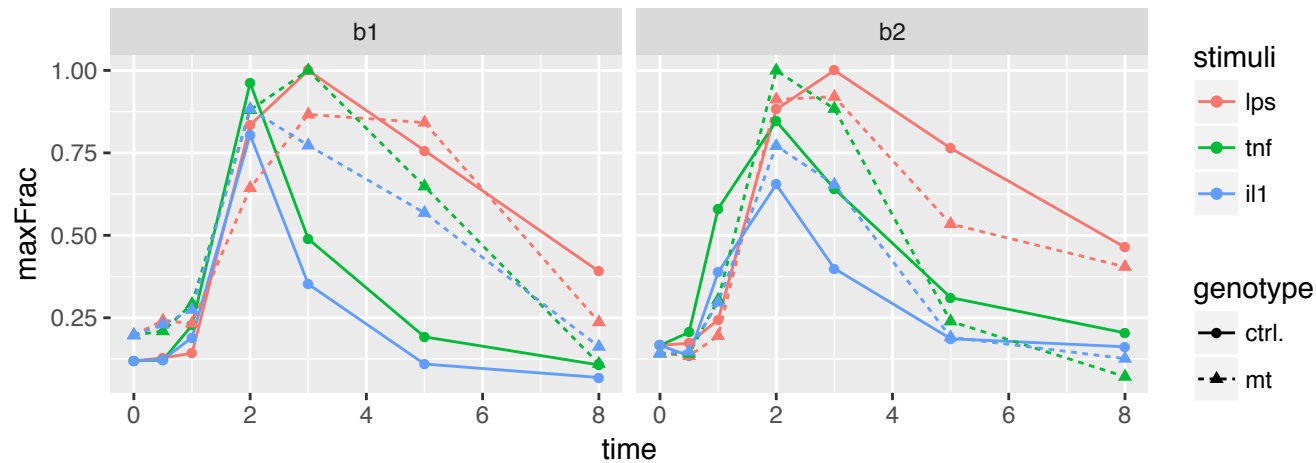 b1
b2
maxFrac
1.00
0.75
0.50
0.25
0 2 4 6 8
0 2 4 6 8
time
stimuli
lps
tnf
il1
genotype
ctrl.
mt